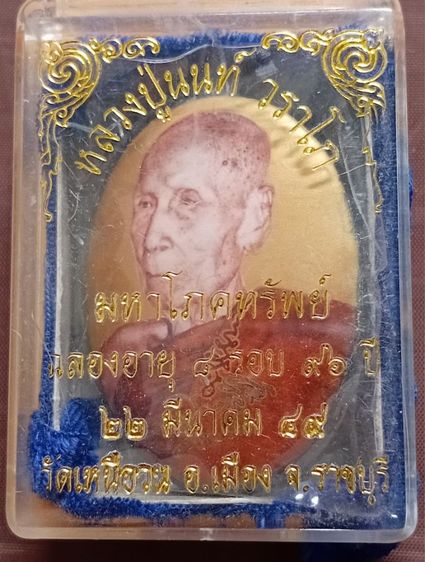 หลวงปู่นนท์ วราโภ
มหาโภคทรัพย์
ฉลองอายุ ๘ รอบ ๙๖ ปี
๒๒ มีนาคม ๔๙
วัดเหนือวน อ.เมือง จ.ราชบุรี